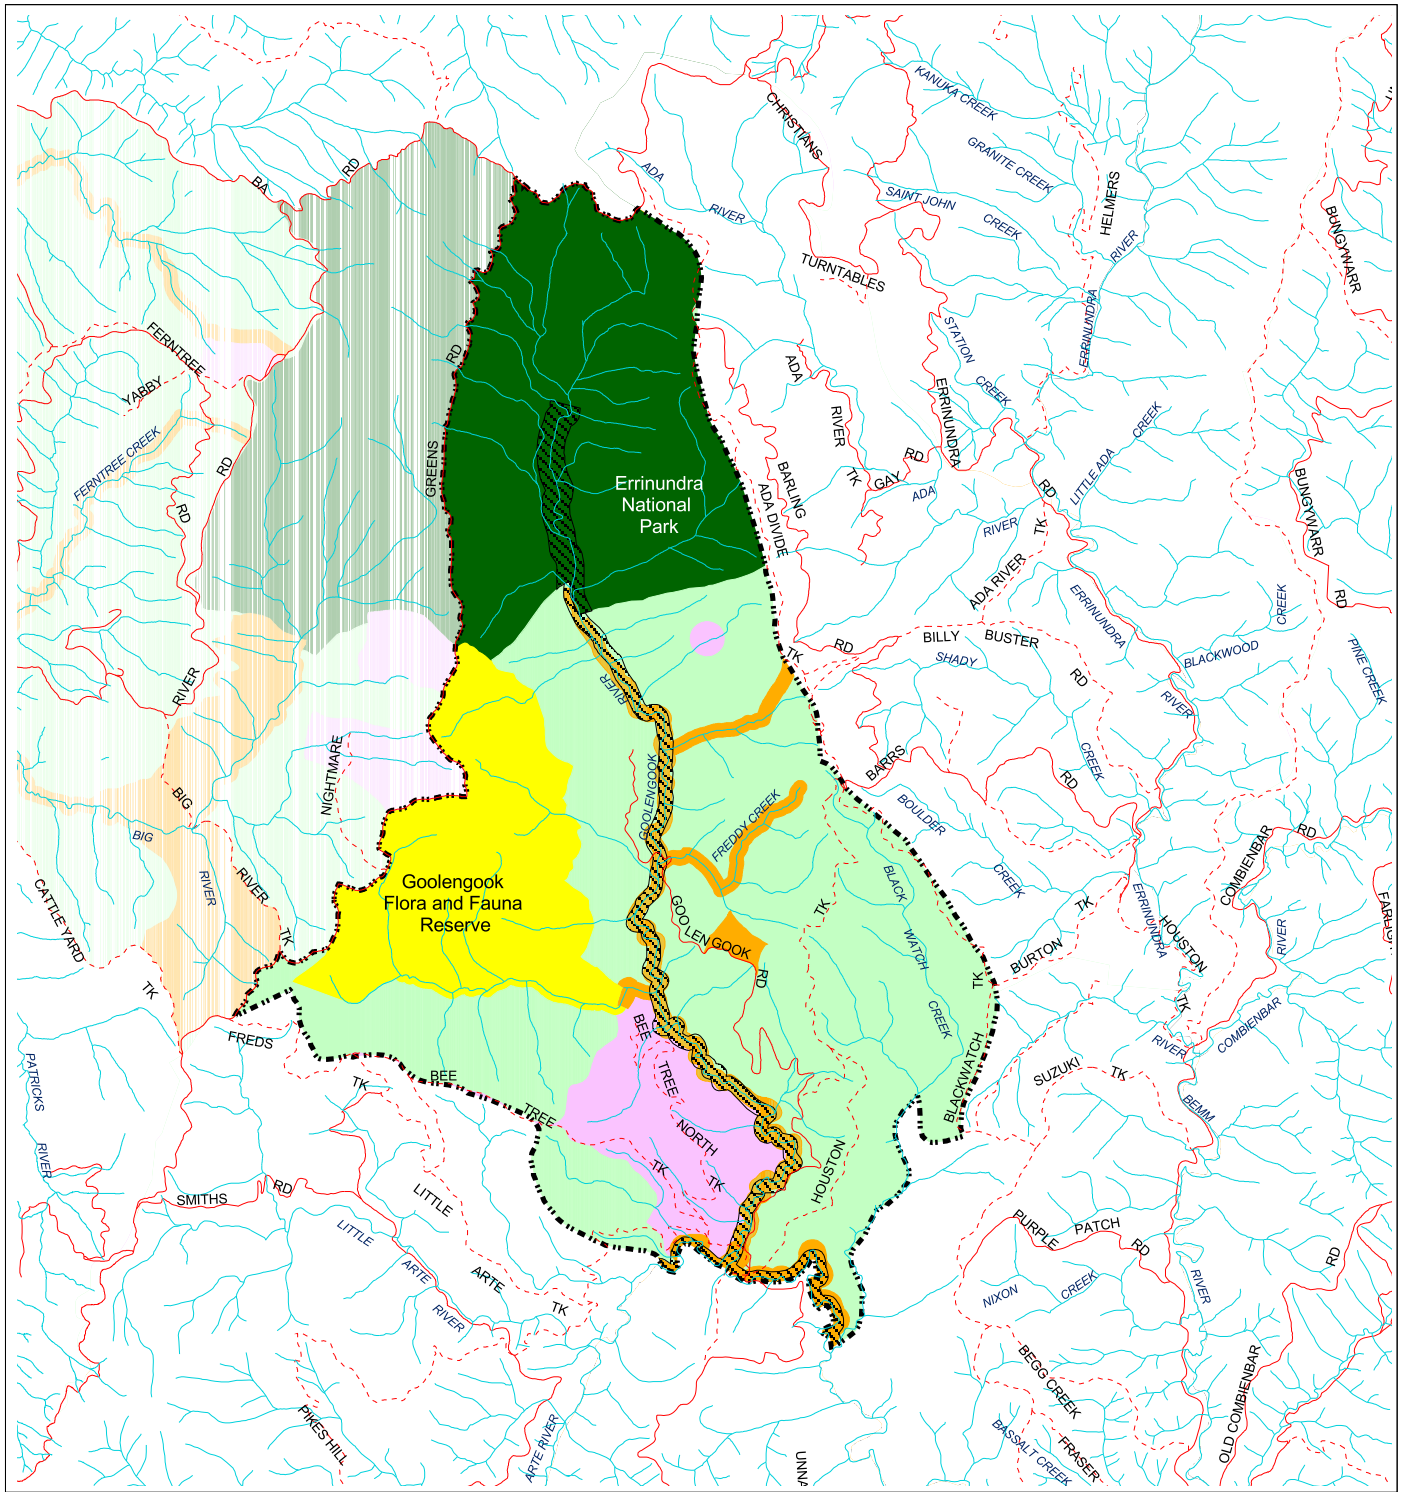 KANUKA CREEK
CHRISTIANS
GRANITE CREEK
ADA
RIVER
RD
BA
SAINT JOHN
CREEK
HELMERS
RIVER
BUNGYWARR
TURNTABLES
ERRINUNDRA
STATION
CREEK
FERNTREE
YABBY
GREENS
RD
ADA
RIVER
TK
ERRINUNDRA
RD
GAY
ADA
RIVER
LITTLE ADA
CREEK
FERNTREE CREEK
RD
RD
BARLING
ADA DIVIDE
RD
TK
ADA RIVER
BUNGYWARR
RD
Errinundra
National
Park
ERRINUNDRA
RIVER
CREEK
BLACKWOOD
PINE CREEK
TK
RD
BILLY
BUSTER
RD
SHADY
CREEK
RIVER
RIVER
GOOLENGOOK
NIGHTMARE
BIG
BIG
RIVER
RIVER
TK
BARRS
RD
BOULDER
CREEK
FREDDY CREEK
BLACK
WATCH
CREEK
COMBIENBAR
RD
CATTLE YARD
TK
Goolengook
Flora and Fauna
Reserve
GOOLENGOOK
RD
TK
BURTON
TK
ERRINUNDRA
HOUSTON
TK
RIVER
RIVER
COMBIENBAR
BLACKWATCH
TK
FREDS
TK
BEE
TREE
BEE
TREE
NORTH
TK
TK
HOUSTON
SUZUKI
TK
BEMM
RIVER
PATRICKS
RIVER
SMITHS
RD
LITTLE
ARTE
TK
LITTLE
ARTE
RIVER
PURPLE
PATCH
RD
NIXON
CREEK
RD
OLD COMBIENBAR
BEGG CREEK
FRASER
BASSALT CREEK
PIKES HILL
ARTE RIVER